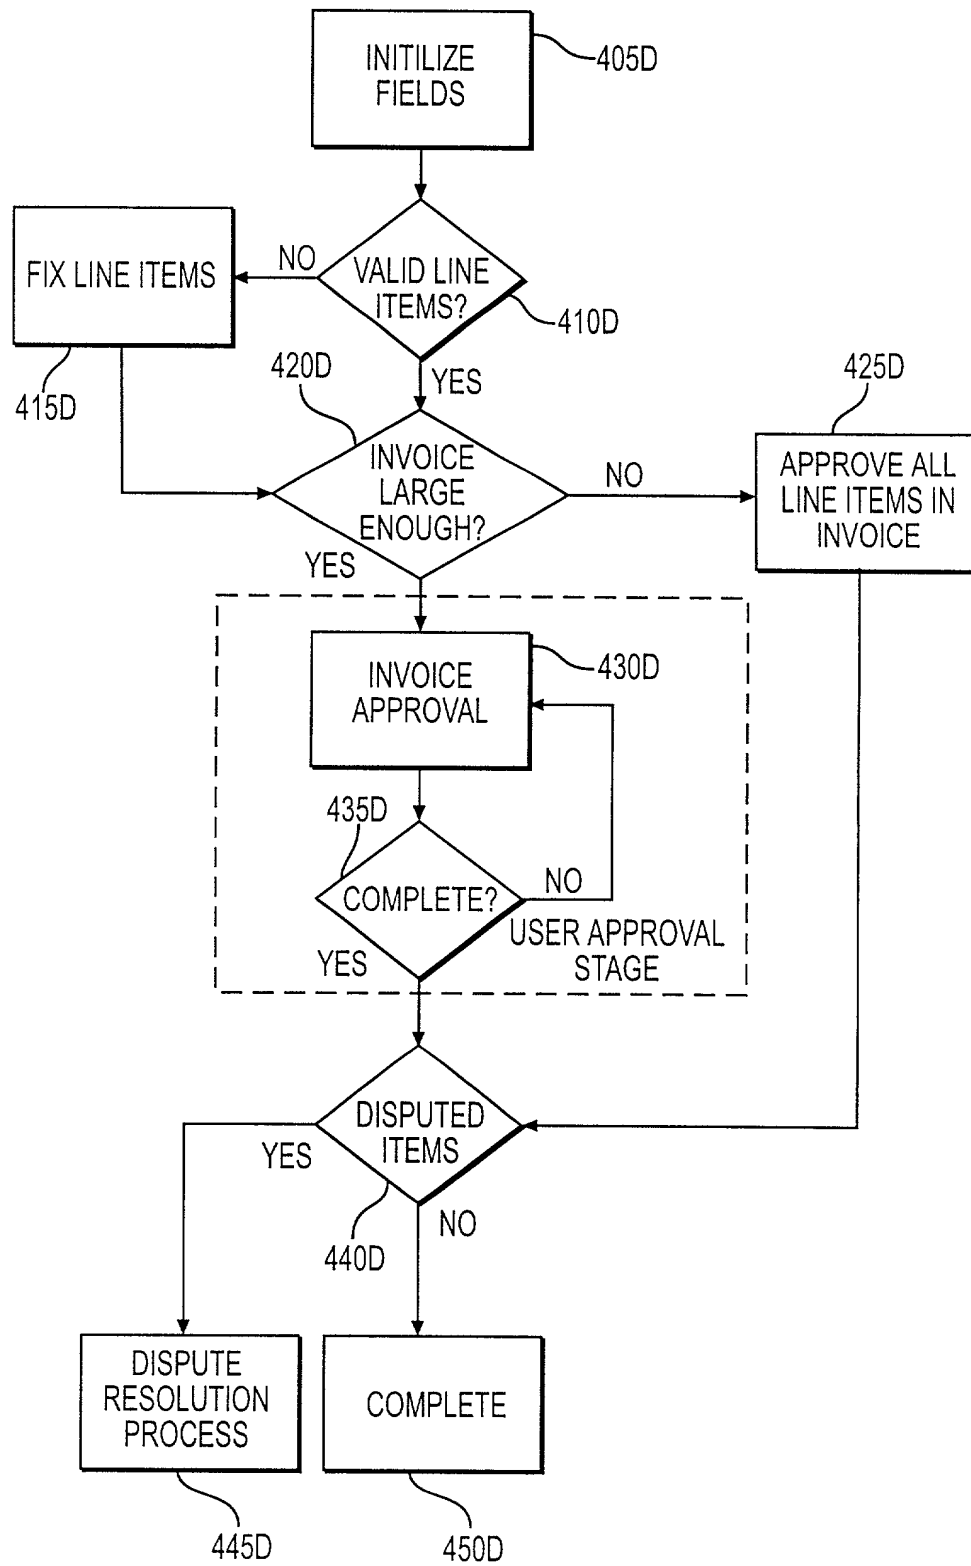 INITILIZE
FIELDS
405D
FIX LINE ITEMS
NO
VALID LINE
ITEMS?
410D
415D
YES
420D
425D
INVOICE
LARGE
ENOUGH?
NO
APPROVE ALL
LINE ITEMS IN
INVOICE
YES
INVOICE
APPROVAL
430D
435D
COMPLETE?
NO
YES
USER APPROVAL
STAGE
DISPUTED
ITEMS
YES
NO
440D
DISPUTE
RESOLUTION
PROCESS
COMPLETE
445D
450D